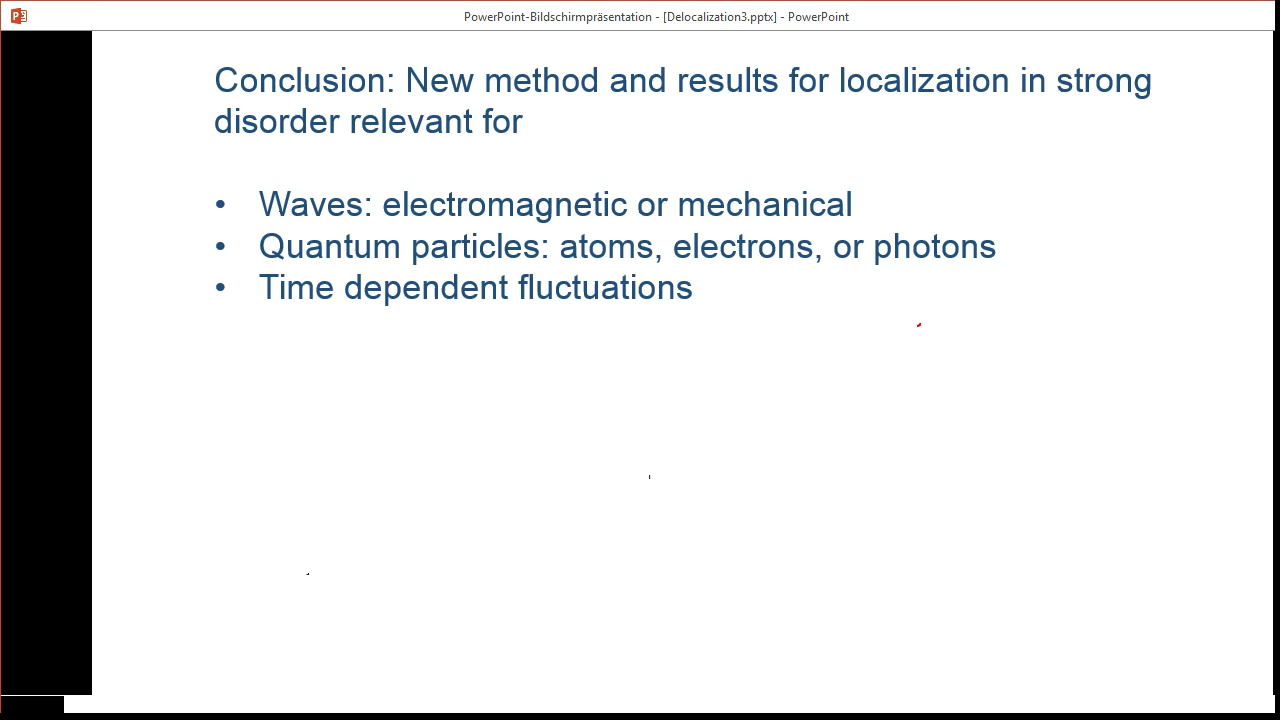 PowerPoint-Bildschirmpräsentation - [Delocalization3.pptx] - PowerPoint
Conclusion: New method and results for localization in strong
disorder relevant for
• Waves: electromagnetic or mechanical
• Quantum particles: atoms, electrons, or photons
• Time dependent fluctuations